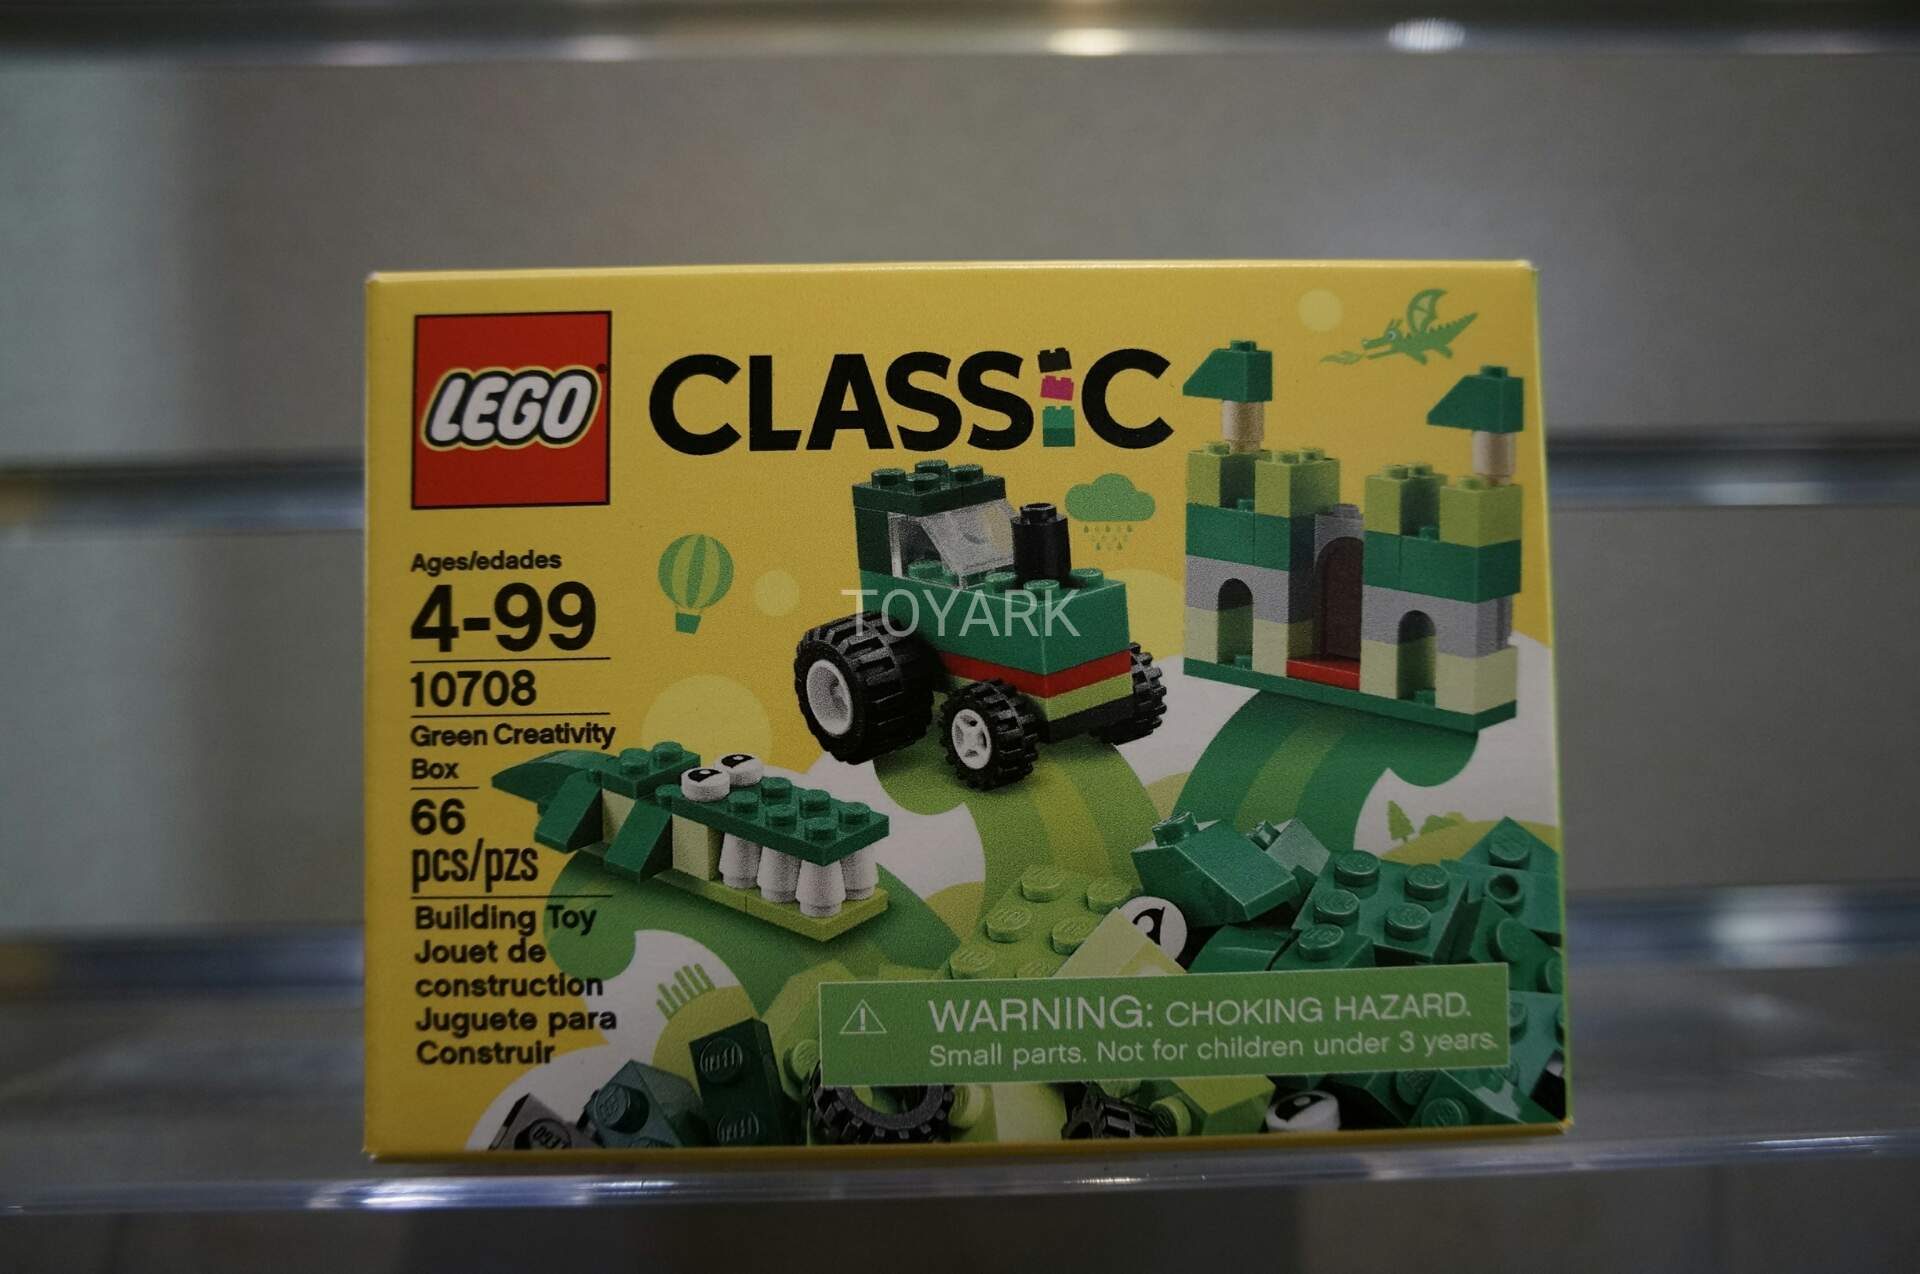 LEGO
CLASSiC
Ages/edades
4-99
10708
Green Creativity
Box
66
pcs/pzs
Building Toy
Jouet de
construction
Juguete para
Construir
TOYARK
WARNING: CHOKING HAZARD.
Small parts. Not for children under 3 years.